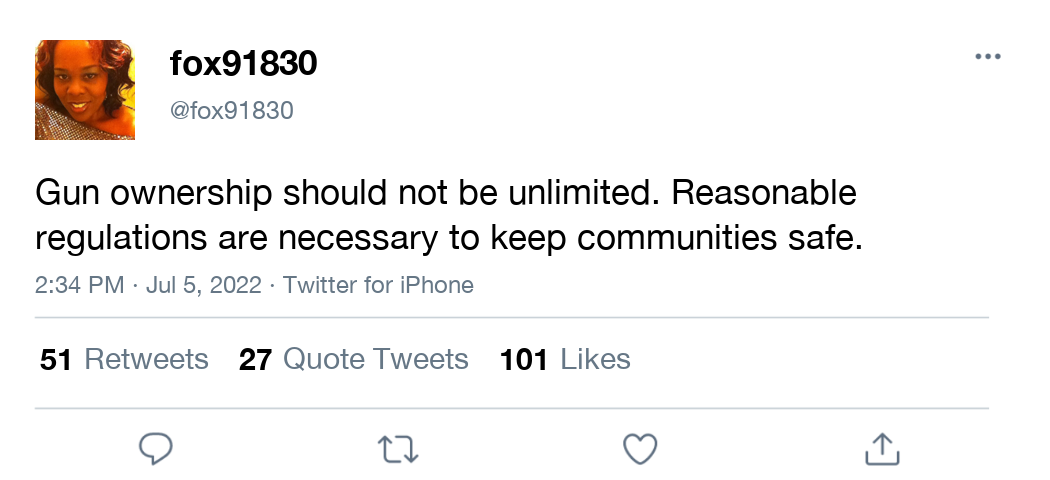 fox91830
@fox91830
Gun ownership should not be unlimited. Reasonable
regulations are necessary to keep communities safe.
2:34 PM · Jul 5, 2022 · Twitter for iPhone
51 Retweets 27 Quote Tweets 101 Likes